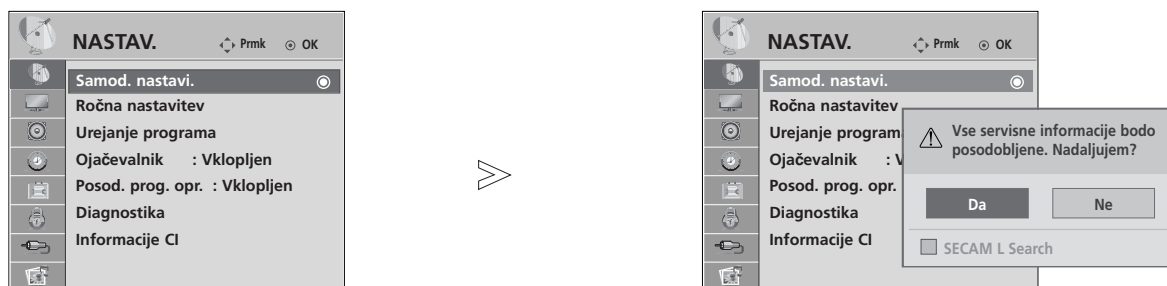 NASTAV. Prmk OK
Samod. nastavi.
Ročna nastavitev
Urejanje programa
Ojačevalnik : Vklopljen
Posod. prog. opr. : Vklopljen
Diagnostika
Informacije CI
NASTAV. Prmk OK
Samod. nastavi.
Ročna nastavitev
Urejanje program
Ojačevalnik : V
Posod. prog. opr.
Diagnostika
Informacije CI
Vse servisne informacije bodo
posodobljene. Nadaljujem?
Da Ne
SECAM L Search